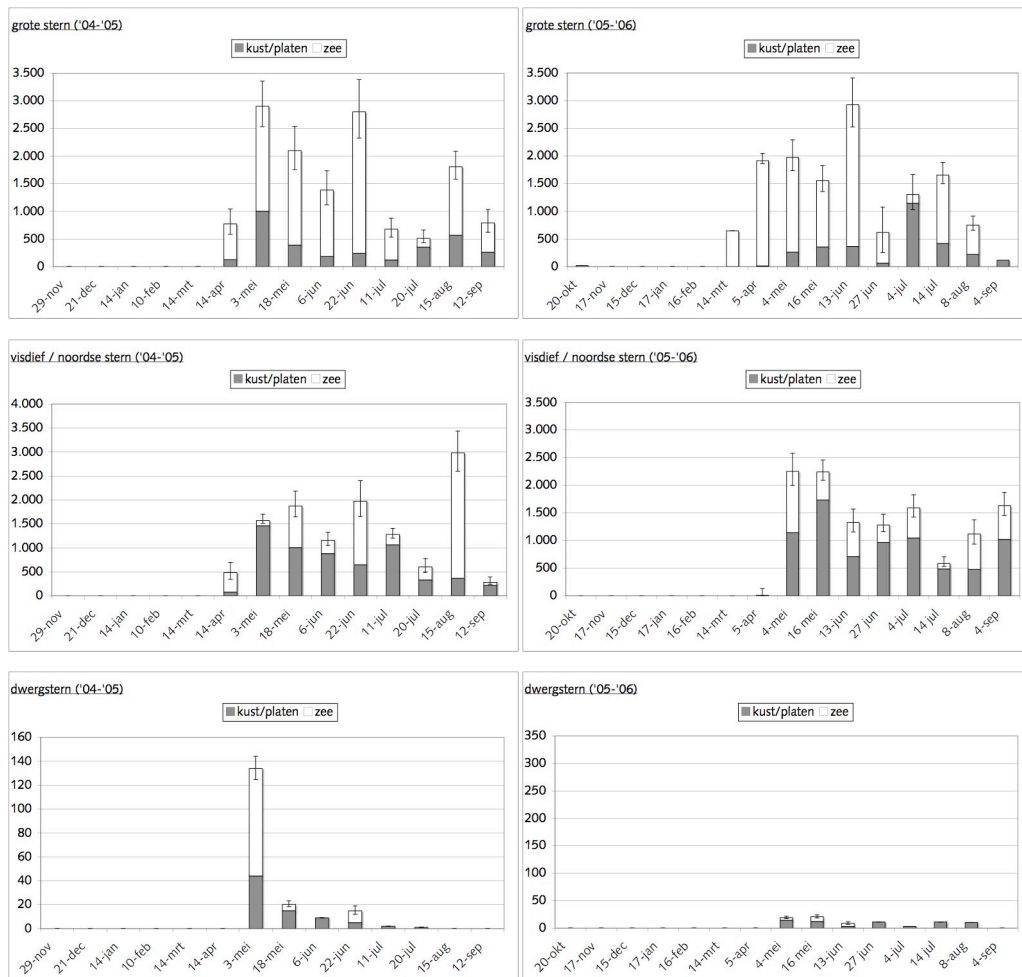 grote stern ('04-'05)
kust/platen zee
3.500
3.000
2.500
2.000
1.500
1.000
500
0
29-nov 21-dec 14-jan 10-feb 14-mrt 14-apr 3-mei 18-mei 6-jun 22-jun 11-jul 20-jul 15-aug 12-sep
grote stern ('05-'06)
kust/platen zee
3.500
3.000
2.500
2.000
1.500
1.000
500
0
20-okt 17-nov 15-dec 17-jan 16-feb 14-mrt 5-apr 4-mei 16 mei 13-jun 27 jun 4-jul 14 jul 8-aug 4-sep
visdief / noordse stern ('04-'05)
kust/platen zee
4.000
3.500
3.000
2.500
2.000
1.500
1.000
500
0
29-nov 21-dec 14-jan 10-feb 14-mrt 14-apr 3-mei 18-mei 6-jun 22-jun 11-jul 20-jul 15-aug 12-sep
visdief / noordse stern ('05-'06)
kust/platen zee
3.500
3.000
2.500
2.000
1.500
1.000
500
0
20-okt 17-nov 15-dec 17-jan 16-feb 14-mrt 5-apr 4-mei 16 mei 13-jun 27 jun 4-jul 14 jul 8-aug 4-sep
dwergstern ('04-'05)
kust/platen zee
160
140
120
100
80
60
40
20
0
29-nov 21-dec 14-jan 10-feb 14-mrt 14-apr 3-mei 18-mei 6-jun 22-jun 11-jul 20-jul 15-aug 12-sep
dwergstern ('05-'06)
kust/platen zee
350
300
250
200
150
100
50
0
20-okt 17-nov 15-dec 17-jan 16-feb 14-mrt 5-apr 4-mei 16 mei 13-jun 27 jun 4-jul 14 jul 8-aug 4-sep